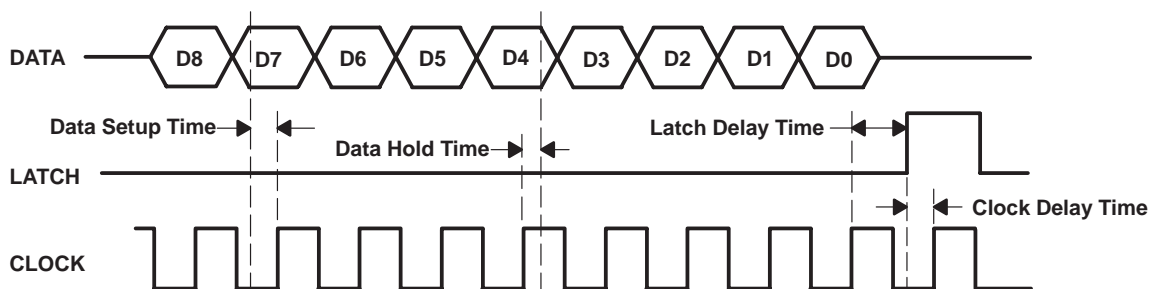 DATA D8 D7 D6 D5 D4 D3 D2 D1 D0
Data Setup Time
Latch Delay Time
Data Hold Time
LATCH
Clock Delay Time
CLOCK